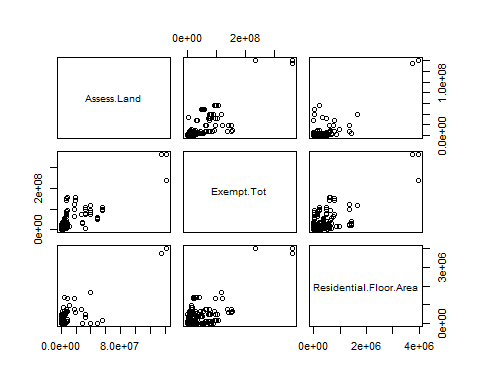 0e+00 2e+08
Assess.Land
0.0e+00 1.0e+08
Exempt.Tot
0e+00 2e+08
Residential.Floor.Area
0e+00 3e+06
0.0e+00 8.0e+07
0e+00 2e+06 4e+06